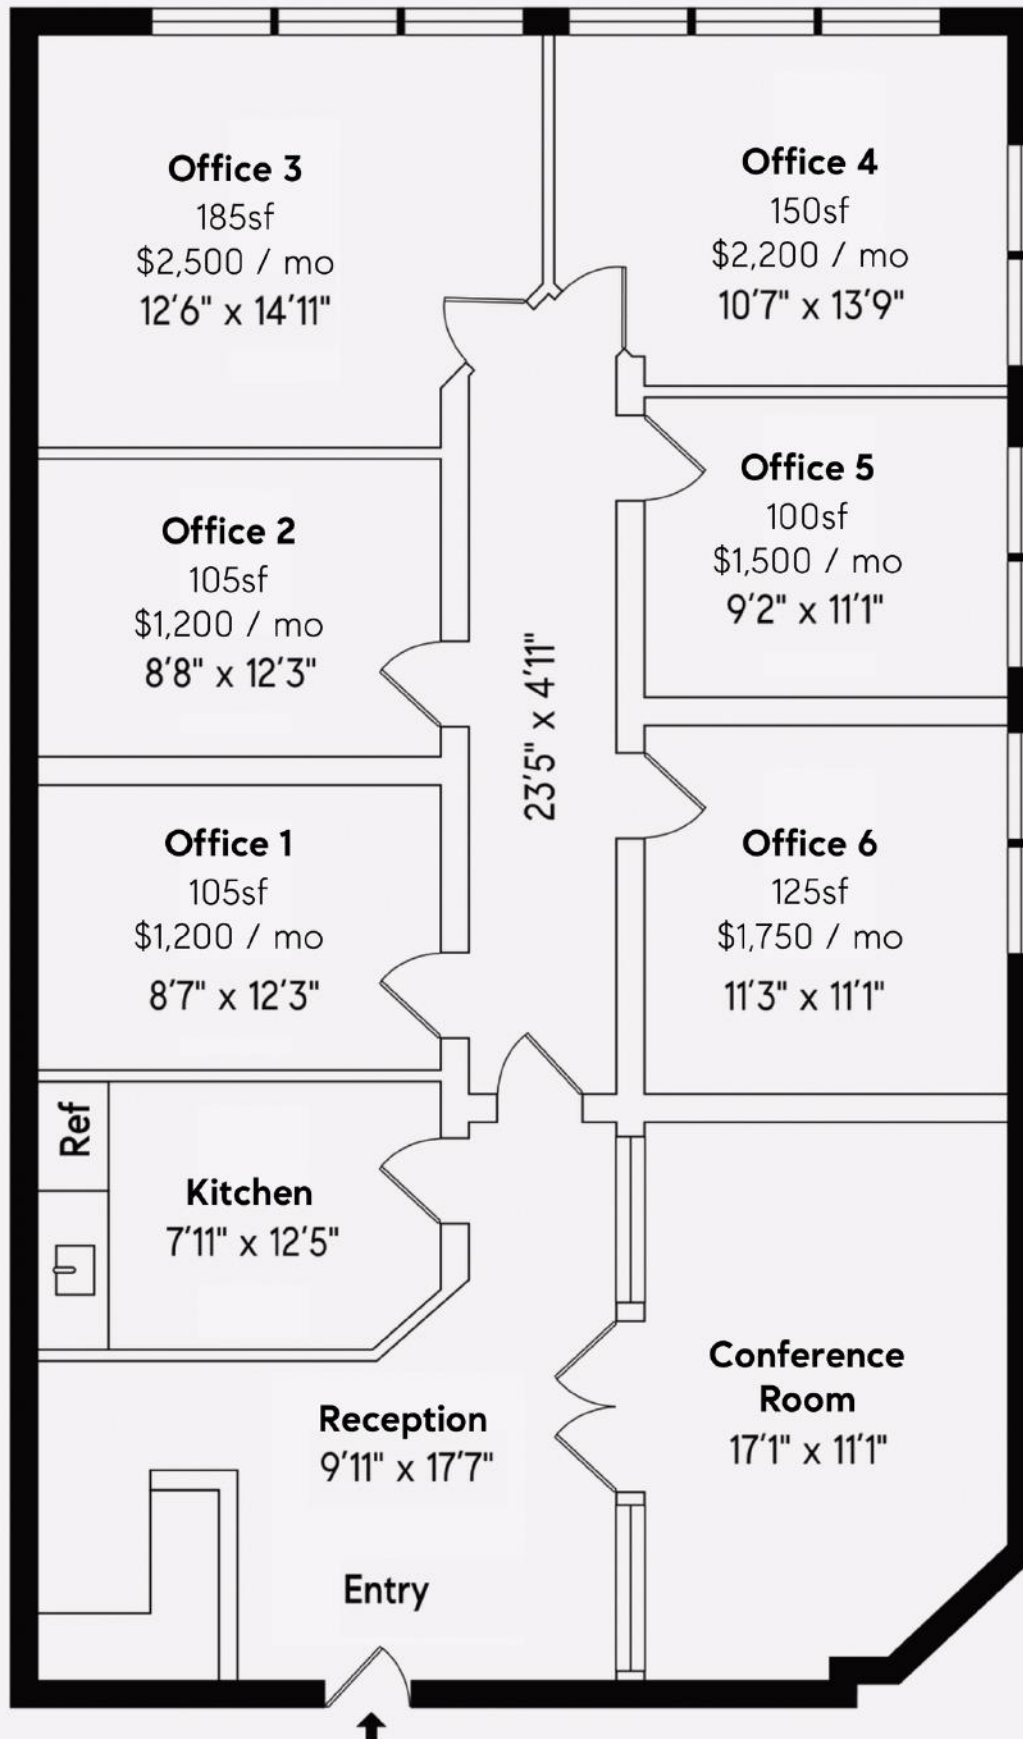 Office 3
185sf
$2,500 / mo
12'6" x 14'11"
Office 4
150sf
$2,200 / mo
10'7" x 13'9"
Office 2
105sf
$1,200 / mo
8'8" x 12'3"
Office 5
100sf
$1,500 / mo
9'2" x 11'1"
23'5" x 4'11"
Office 1
105sf
$1,200 / mo
8'7" x 12'3"
Office 6
125sf
$1,750 / mo
11'3" x 11'1"
Ref
Kitchen
7'11" x 12'5"
Conference
Room
17'1" x 11'1"
Reception
9'11" x 17'7"
Entry